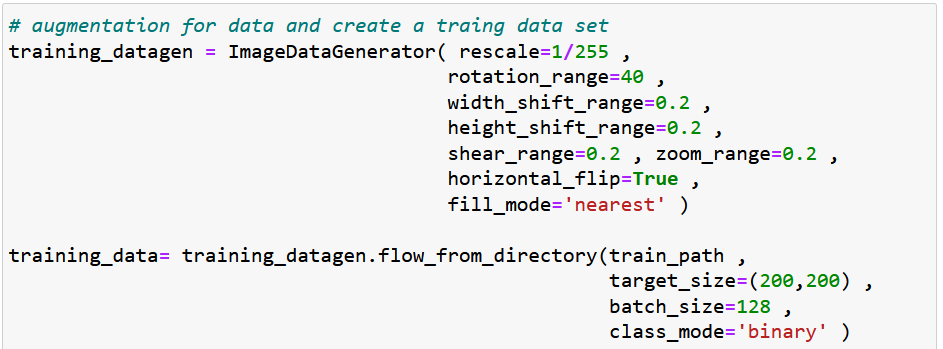 # augmentation for data and create a traing data set
training_datagen = ImageDataGenerator( rescale=1/255 ,
rotation_range=40 ,
width_shift_range=0.2 ,
height_shift_range=0.2 ,
shear_range=0.2 , zoom_range=0.2 ,
horizontal_flip=True ,
fill_mode='nearest' )
training_data= training_datagen.flow_from_directory(train_path ,
target_size=(200,200) ,
batch_size=128 ,
class_mode='binary' )